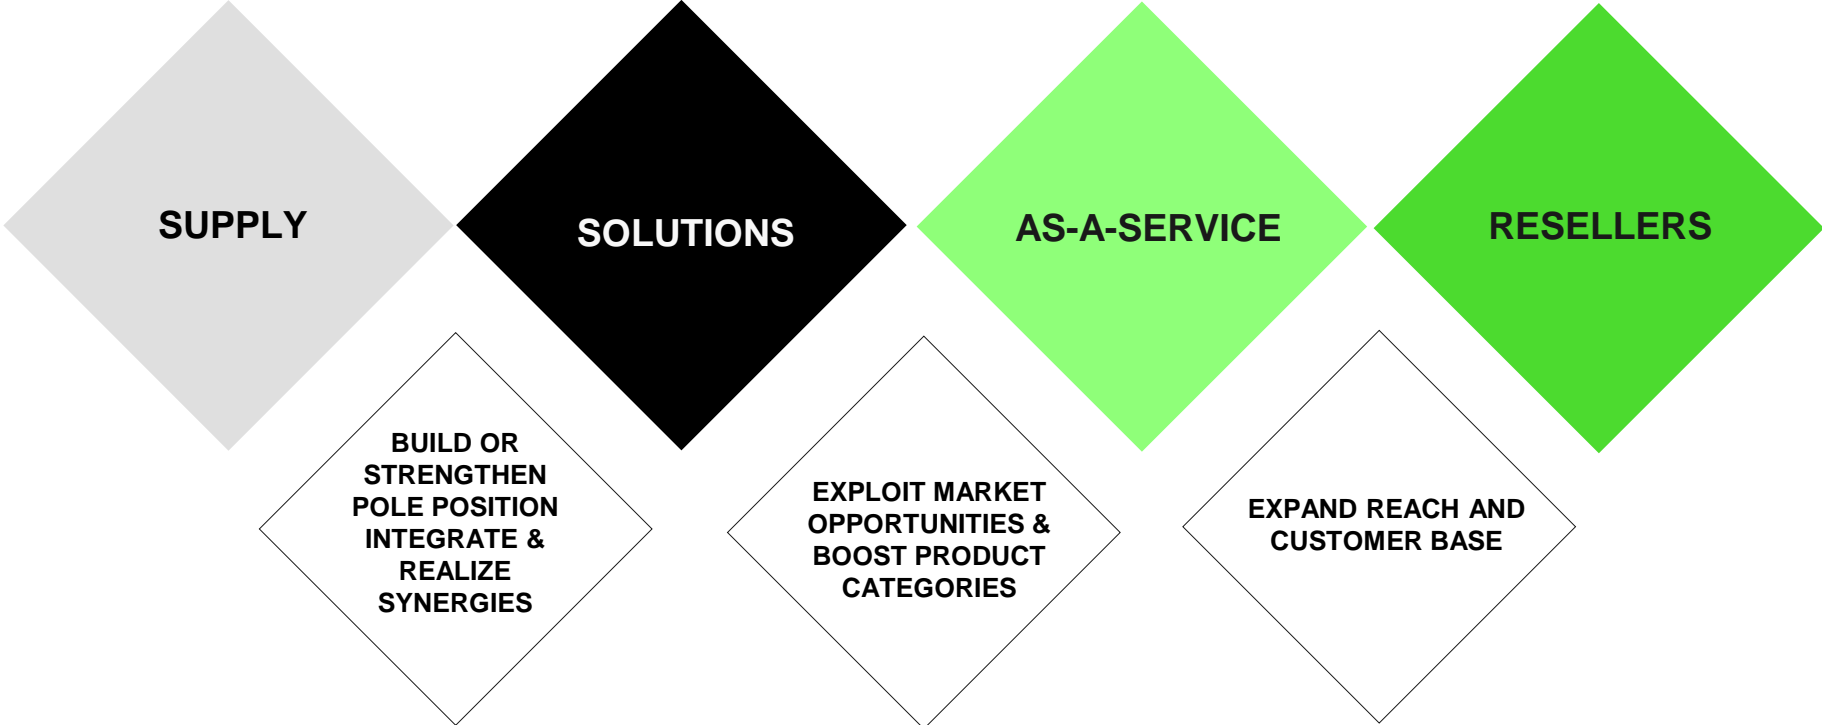 SUPPLY
SOLUTIONS
AS-A-SERVICE
RESELLERS
BUILD OR
STRENGTHEN
POLE POSITION
INTEGRATE &
REALIZE
SYNERGIES
EXPLOIT MARKET
OPPORTUNITIES &
BOOST PRODUCT
CATEGORIES
EXPAND REACH AND
CUSTOMER BASE